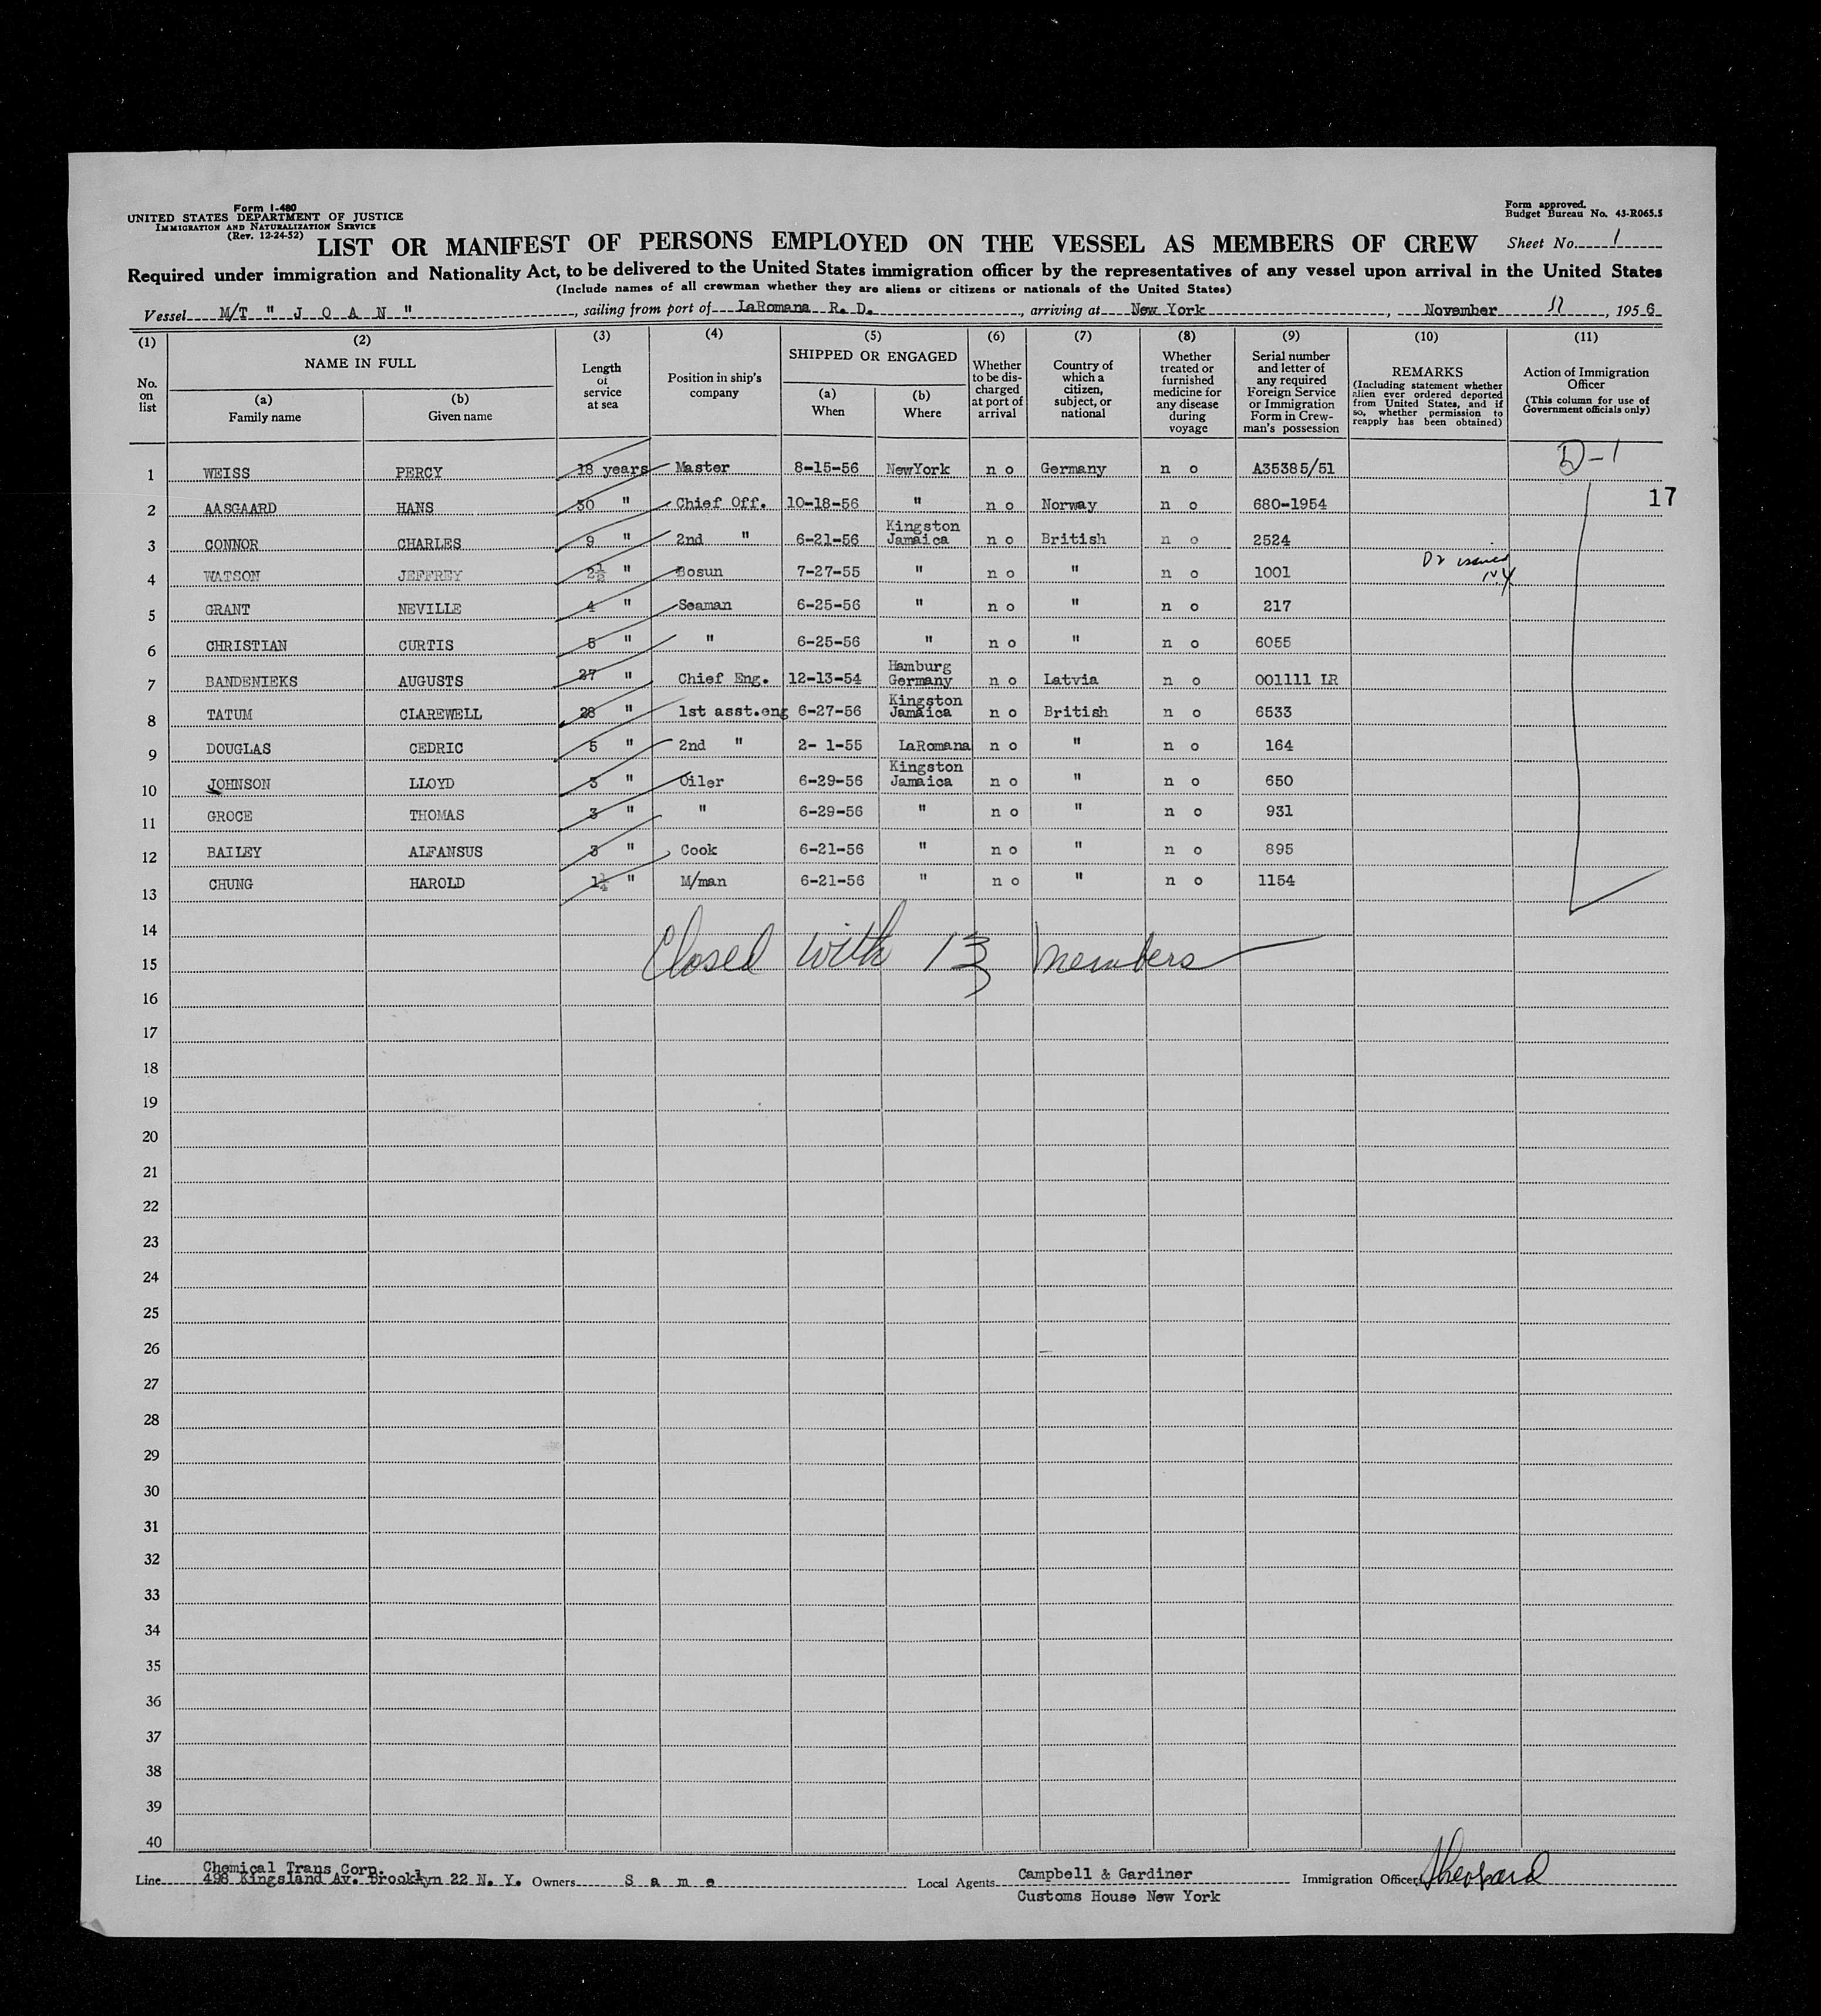 Form I-480
UNITED STATES DEPARTMENT OF JUSTICE
IMMIGRATION AND NATURALIZATION SERVICE
(Rev. 12-24-52)
Form approved.
Budget Bureau No. 43-R065.5
LIST OR MANIFEST OF PERSONS EMPLOYED ON THE VESSEL AS MEMBERS OF CREW
Sheet No. 1
Required under immigration and Nationality Act, to be delivered to the United States immigration officer by the representatives of any vessel upon arrival in the United States
(Include names of all crewman whether they are aliens or citizens or nationals of the United States)
Vessel M/T " J O A N ", sailing from port of LaRomana R. D., arriving at New York, November 11, 1956
(1) No. on list
(2) NAME IN FULL
(a) Family name
(b) Given name
(3) Length of service at sea
(4) Position in ship's company
(5) SHIPPED OR ENGAGED
(a) When
(b) Where
(6) Whether to be discharged at port of arrival
(7) Country of which a citizen, subject, or national
(8) Whether treated or furnished medicine for any disease during voyage
(9) Serial number and letter of any required Foreign Service or Immigration Form in Crewman's possession
(10) REMARKS (Including statement whether alien ever ordered deported from United States, and if so, whether permission to reapply has been obtained)
(11) Action of Immigration Officer (This column for use of Government officials only)
1 WEISS PERCY 18 years Master 8-15-56 NewYork n o Germany n o A35385/51 D-1
2 AASGAARD HANS 30 " Chief Off. 10-18-56 " n o Norway n o 680-1954 17
3 CONNOR CHARLES 9 " 2nd " 6-21-56 Kingston Jamaica n o British n o 2524
4 WATSON JEFFREY 2½ " Bosun 7-27-55 " n o " n o 1001 D2 issued NY
5 GRANT NEVILLE 4 " Seaman 6-25-56 " n o " n o 217
6 CHRISTIAN CURTIS 5 " " 6-25-56 " n o " n o 6055
7 BANDENIEKS AUGUSTS 27 " Chief Eng. 12-13-54 Hamburg Germany n o Latvia n o 001111 LR
8 TATUM CLAREWELL 28 " 1st asst.eng 6-27-56 Kingston Jamaica n o British n o 6533
9 DOUGLAS CEDRIC 5 " 2nd " 2- 1-55 LaRomana n o " n o 164
10 JOHNSON LLOYD 3 " Oiler 6-29-56 Kingston Jamaica n o " n o 650
11 GROCE THOMAS 3 " " 6-29-56 " n o " n o 931
12 BAILEY ALFANSUS 3 " Cook 6-21-56 " n o " n o 895
13 CHUNG HAROLD 1¼ " M/man 6-21-56 " n o " n o 1154
14
Closed with 13 members
15
16
17
18
19
20
21
22
23
24
25
26
27
28
29
30
31
32
33
34
35
36
37
38
39
40
Line Chemical Trans Corp.
498 Kingsland Av. Brooklyn 22 N. Y. Owners S a m e Local Agents Campbell & Gardiner
Customs House New York
Immigration Officer